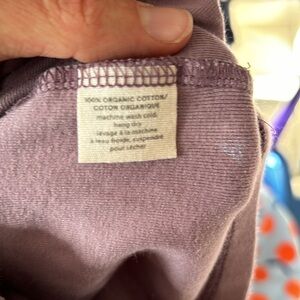 100% ORGANIC COTTON/
COTON ORGANIQUE
machine wash cold
hang dry
lavage à la machine
à l'eau froide, suspendre
pour sécher